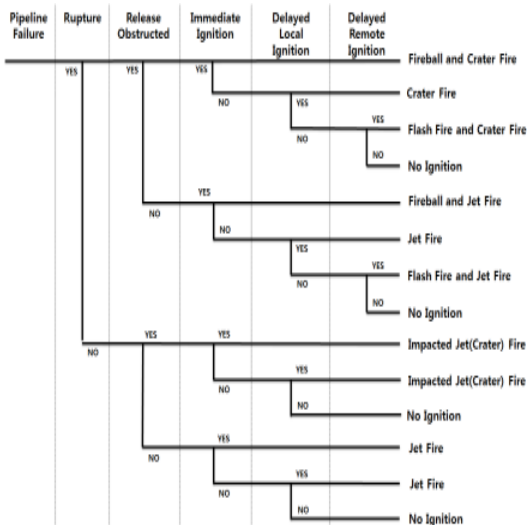 Pipeline Failure
Rupture
Release Obstructed
Immediate Ignition
Delayed Local Ignition
Delayed Remote Ignition
YES
YES
YES
Fireball and Crater Fire
NO
YES
Crater Fire
NO
YES
Flash Fire and Crater Fire
NO
No Ignition
NO
YES
Fireball and Jet Fire
NO
YES
Jet Fire
NO
YES
Flash Fire and Jet Fire
NO
No Ignition
NO
YES
YES
Impacted Jet(Crater) Fire
NO
YES
Impacted Jet(Crater) Fire
NO
No Ignition
NO
YES
Jet Fire
NO
YES
Jet Fire
NO
No Ignition